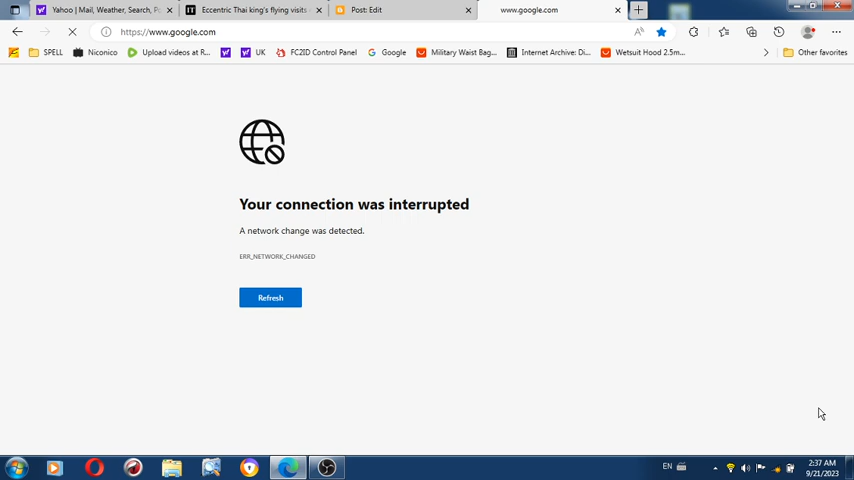 Yahoo | Mail, Weather, Search, Po
Eccentric Thai king's flying visits
Post: Edit
www.google.com
https://www.google.com
SPELL
Niconico
Upload videos at R...
UK
FC2ID Control Panel
Google
Military Waist Bag...
Internet Archive: Di...
Wetsuit Hood 2.5m...
Other favorites
Your connection was interrupted
A network change was detected.
ERR_NETWORK_CHANGED
Refresh
EN
2:37 AM
9/21/2023